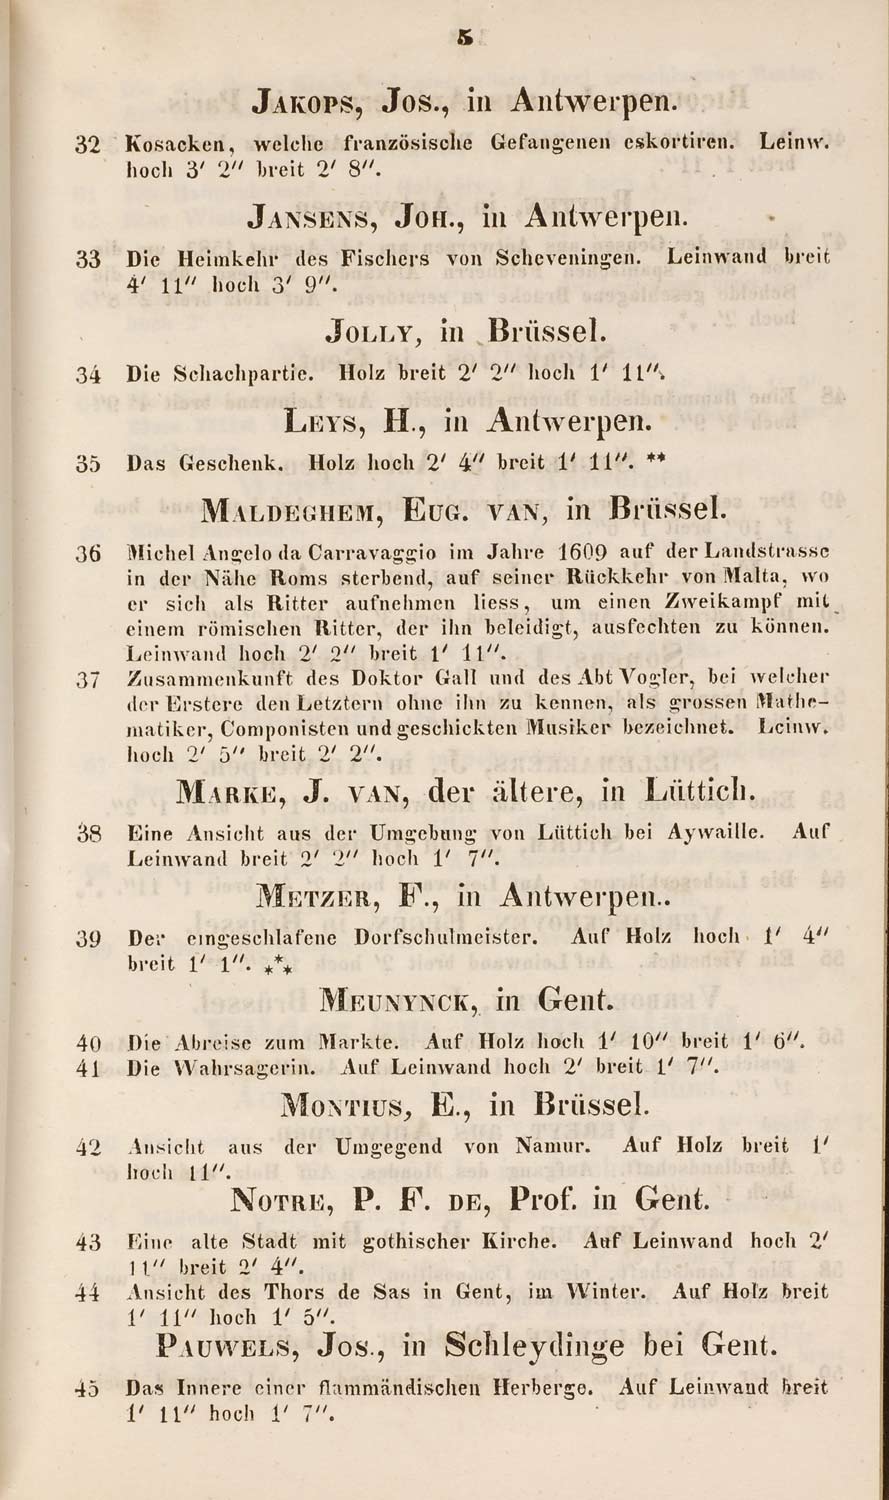 5
JAKOPS, JOS., in Antwerpen.
32 Kosacken, welche französische Gefangenen eskortiren. Leinw.
hoch 3′ 2″ breit 2′ 8″.
JANSENS, JOH., in Antwerpen.
33 Die Heimkehr des Fischers von Scheveningen. Leinwand breit
4′ 11″ hoch 3′ 9″.
JOLLY, in Brüssel.
34 Die Schachpartie. Holz breit 2′ 2″ hoch 1′ 11″.
LEYS, H., in Antwerpen.
35 Das Geschenk. Holz hoch 2′ 4″ breit 1′ 11″. **
MALDEGHEM, EUG. VAN, in Brüssel.
36 Michel Angelo da Carravaggio im Jahre 1609 auf der Landstrasse
in der Nähe Roms sterbend, auf seiner Rückkehr von Malta, wo
er sich als Ritter aufnehmen liess, um einen Zweikampf mit
einem römischen Ritter, der ihn beleidigt, ausfechten zu können.
Leinwand hoch 2′ 2″ breit 1′ 11″.
37 Zusammenkunft des Doktor Gall und des Abt Vogler, bei welcher
der Erstere den Letztern ohne ihn zu kennen, als grossen Mathe-
matiker, Componisten und geschickten Musiker bezeichnet. Leinw.
hoch 2′ 5″ breit 2′ 2″.
MARKE, J. VAN, der ältere, in Lüttich.
38 Eine Ansicht aus der Umgebung von Lüttich bei Aywaille. Auf
Leinwand breit 2′ 2″ hoch 1′ 7″.
METZER, F., in Antwerpen..
39 Der eingeschlafene Dorfschulmeister. Auf Holz hoch 1′ 4″
breit 1′ 1″. ***
MEUNYNCK, in Gent.
40 Die Abreise zum Markte. Auf Holz hoch 1′ 10″ breit 1′ 6″.
41 Die Wahrsagerin. Auf Leinwand hoch 2′ breit 1′ 7″.
MONTIUS, E., in Brüssel.
42 Ansicht aus der Umgegend von Namur. Auf Holz breit 1′
hoch 11″.
NOTRE, P. F. DE, Prof. in Gent.
43 Eine alte Stadt mit gothischer Kirche. Auf Leinwand hoch 2′
11″ breit 2′ 4″.
44 Ansicht des Thors de Sas in Gent, im Winter. Auf Holz breit
1′ 11″ hoch 1′ 5″.
PAUWELS, JOS., in Schleydinge bei Gent.
45 Das Innere einer flammändischen Herberge. Auf Leinwand breit
1′ 11″ hoch 1′ 7″.